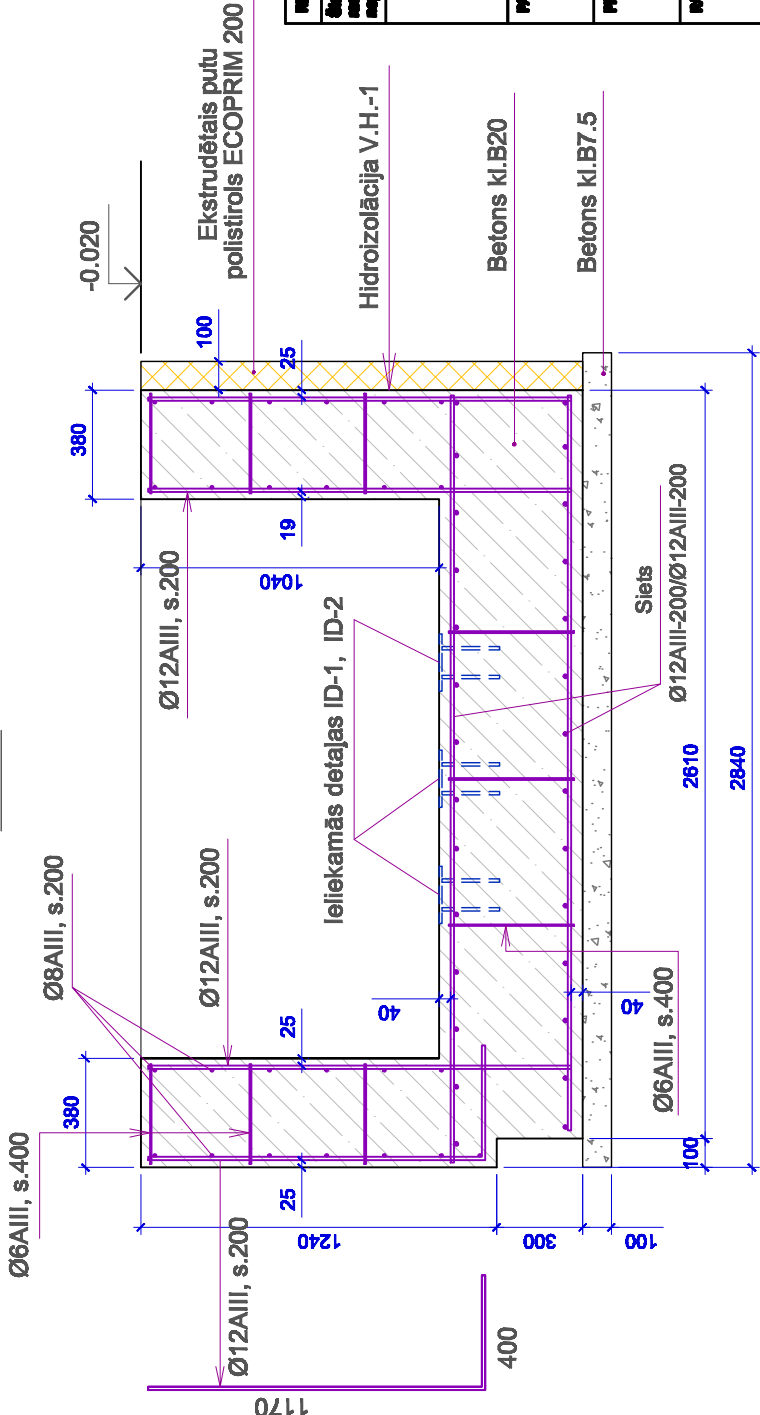 -0.020
Ekstrudētais putu
polistirols ECOPRIM 200
Hidroizolācija V.H.-1
Betons kl.B20
Betons kl.B7.5
100
25
380
19
1040
Ø12AIII, s.200
Ieliekamās detaļas ID-1, ID-2
Siets
Ø12AIII-200/Ø12AIII-200
2610
2840
Ø8AIII, s.200
Ø12AIII, s.200
25
380
Ø6AIII, s.400
40
40
Ø6AIII, s.400
100
25
1240
300
100
Ø12AIII, s.200
1170
400